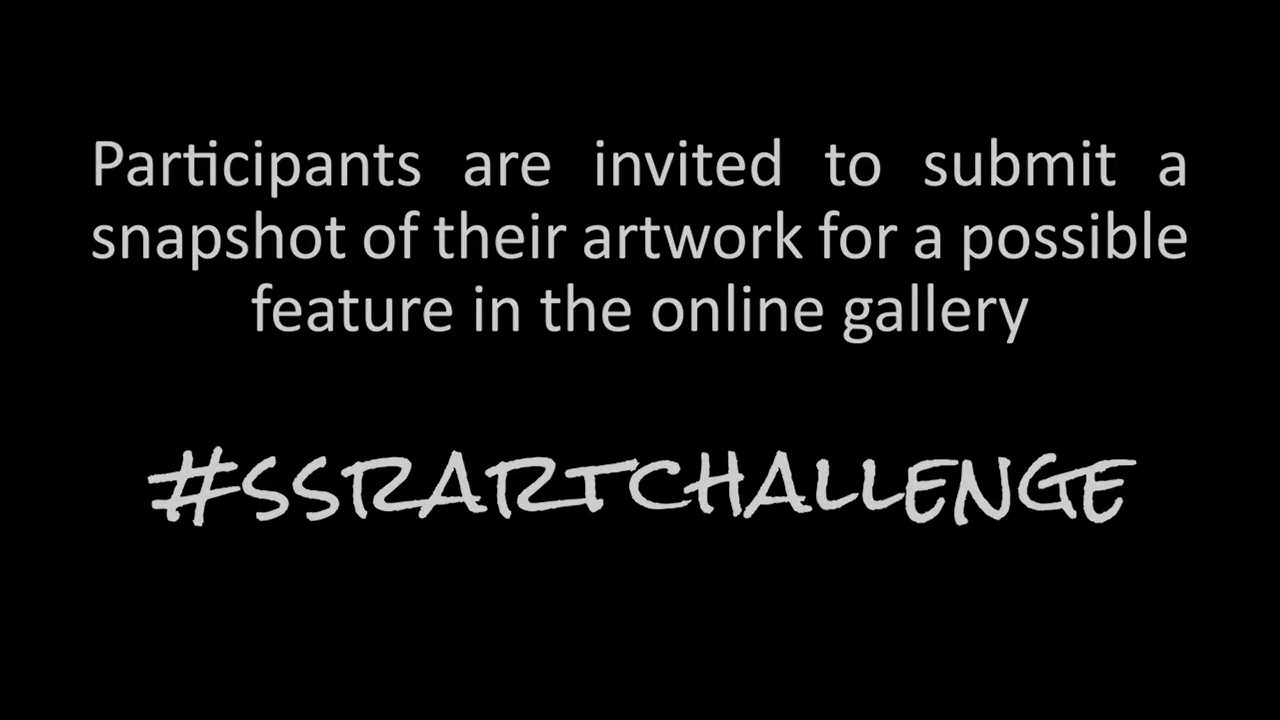 Participants are invited to submit a
snapshot of their artwork for a possible
feature in the online gallery
#SSRARTCHALLENGE